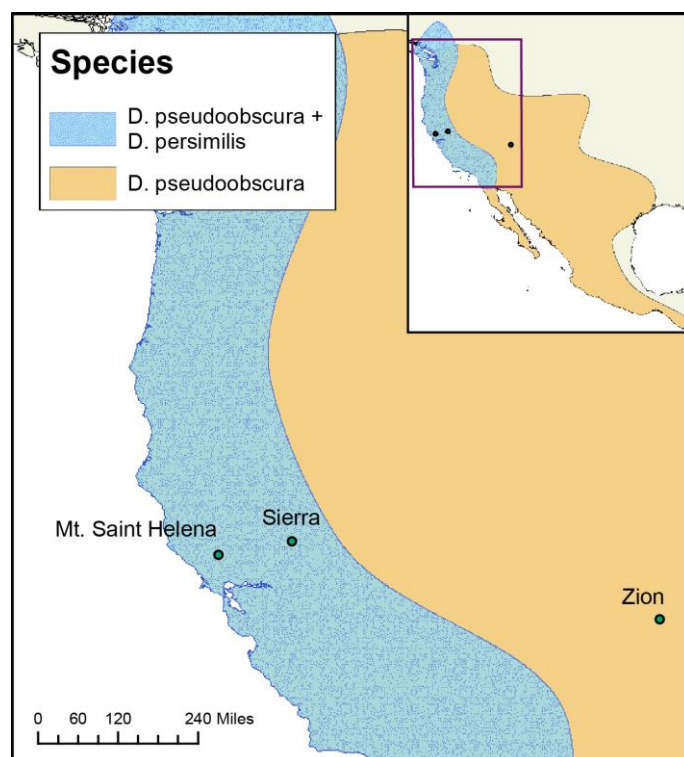 Species
D. pseudoobscura +
D. persimilis
D. pseudoobscura
Sierra
Mt. Saint Helena
Zion
0 60 120 240 Miles